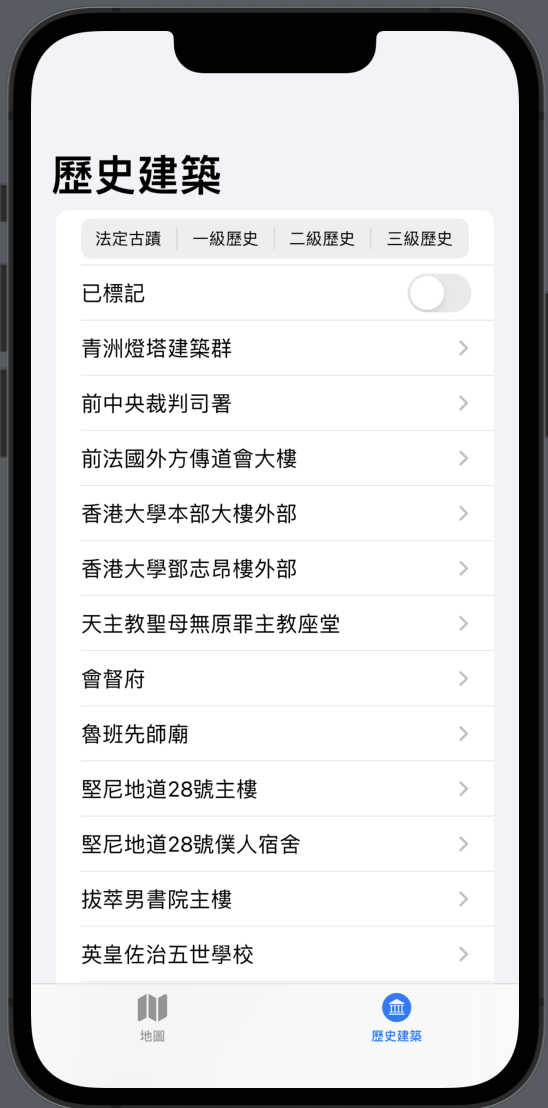 歷史建築
法定古蹟 一級歷史 二級歷史 三級歷史
已標記
青洲燈塔建築群
前中央裁判司署
前法國外方傳道會大樓
香港大學本部大樓外部
香港大學鄧志昂樓外部
天主教聖母無原罪主教座堂
會督府
魯班先師廟
堅尼地道28號主樓
堅尼地道28號僕人宿舍
拔萃男書院主樓
英皇佐治五世學校
地圖 歷史建築